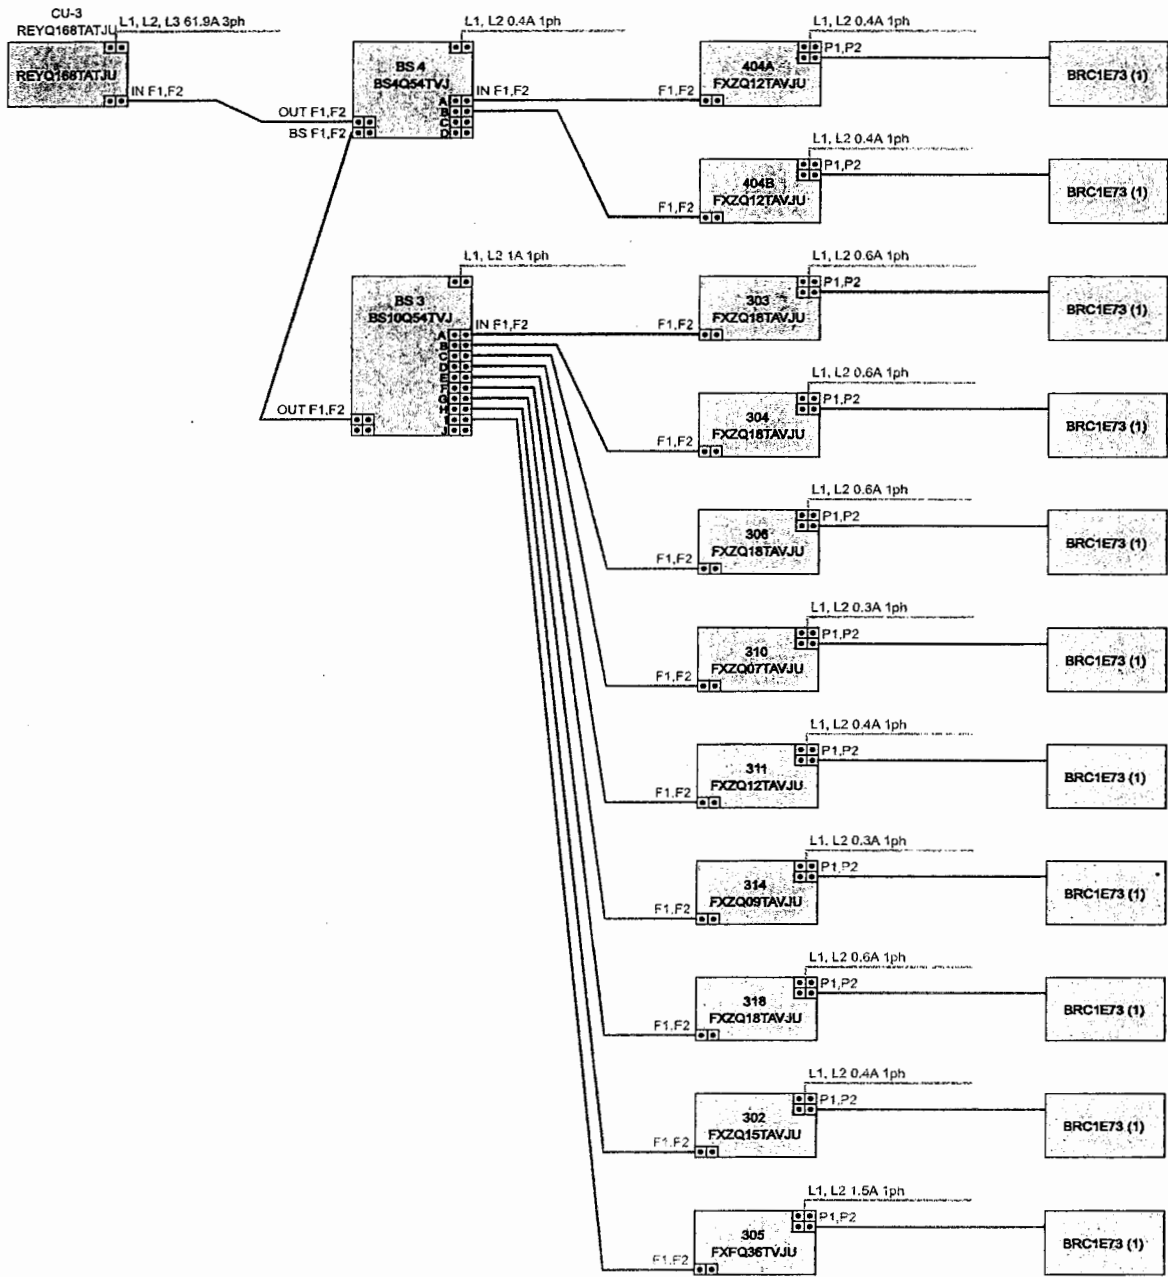 CU-3
REYQ168TATJU
L1, L2, L3 61.9A 3ph
REYQ168TATJU
IN F1,F2
L1, L2 0.4A 1ph
BS 4
BS4Q54TVJ
OUT F1,F2
BS F1,F2
A
B
C
D
IN F1,F2
F1,F2
L1, L2 0.4A 1ph
P1,P2
404A
FXZQ12TAVJU
BRC1E73 (1)
L1, L2 0.4A 1ph
P1,P2
404B
FXZQ12TAVJU
F1,F2
BRC1E73 (1)
L1, L2 1A 1ph
BS 3
BS10Q54TVJ
IN F1,F2
A
B
C
D
E
F
G
H
I
J
OUT F1,F2
L1, L2 0.6A 1ph
P1,P2
303
FXZQ18TAVJU
F1,F2
BRC1E73 (1)
L1, L2 0.6A 1ph
P1,P2
304
FXZQ18TAVJU
F1,F2
BRC1E73 (1)
L1, L2 0.6A 1ph
P1,P2
306
FXZQ18TAVJU
F1,F2
BRC1E73 (1)
L1, L2 0.3A 1ph
P1,P2
310
FXZQ07TAVJU
F1,F2
BRC1E73 (1)
L1, L2 0.4A 1ph
P1,P2
311
FXZQ12TAVJU
F1,F2
BRC1E73 (1)
L1, L2 0.3A 1ph
P1,P2
314
FXZQ09TAVJU
F1,F2
BRC1E73 (1)
L1, L2 0.6A 1ph
P1,P2
318
FXZQ18TAVJU
F1,F2
BRC1E73 (1)
L1, L2 0.4A 1ph
P1,P2
302
FXZQ15TAVJU
F1,F2
BRC1E73 (1)
L1, L2 1.5A 1ph
P1,P2
305
FXFQ36TVJU
F1,F2
BRC1E73 (1)